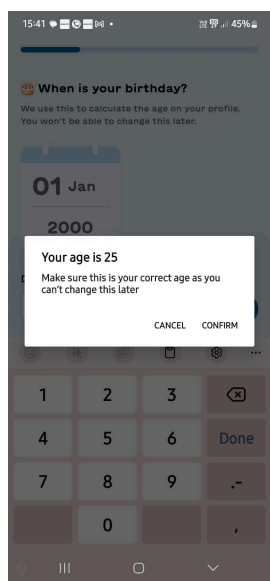 15:41
45%
When is your birthday?
We use this to calculate the age on your profile.
You won't be able to change this later.
01 Jan
2000
Your age is 25
Make sure this is your correct age as you
can't change this later
CANCEL CONFIRM
1 2 3
4 5 6 Done
7 8 9 .-
0 ,